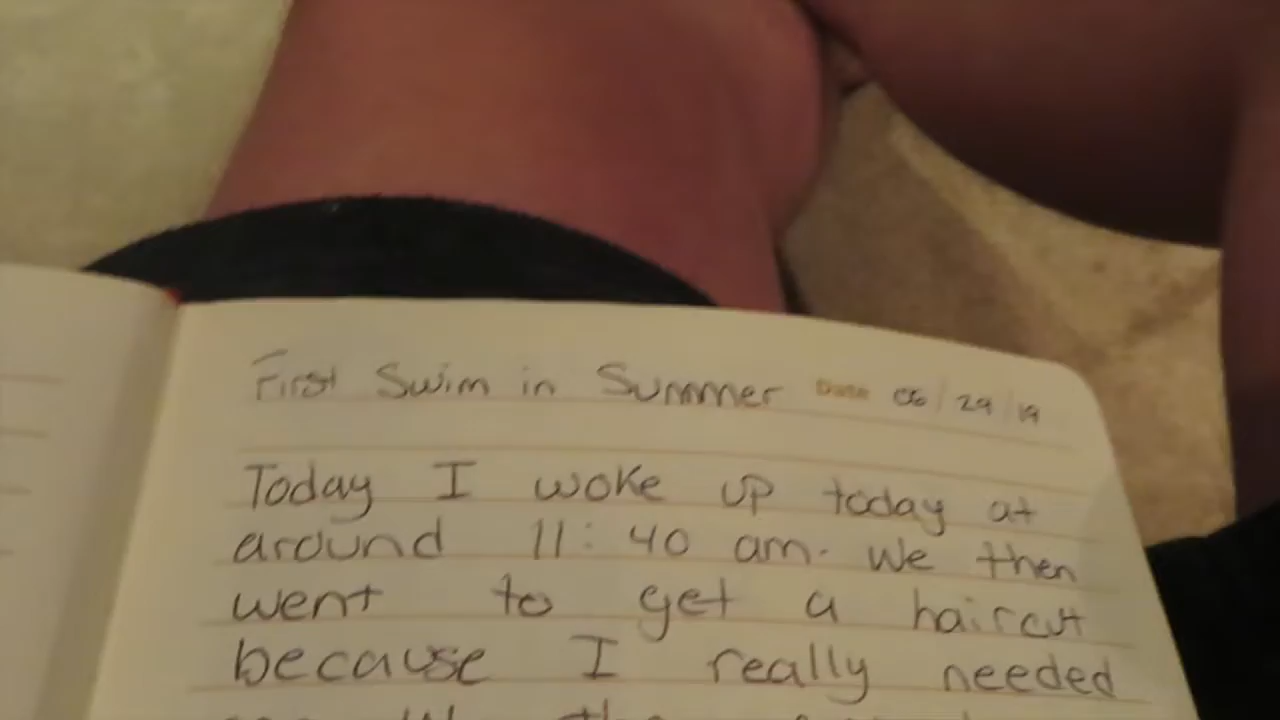 First Swim in Summer Date 06/29/19
Today I woke up today at
around 11:40 am. We then
went to get a haircut
because I really needed